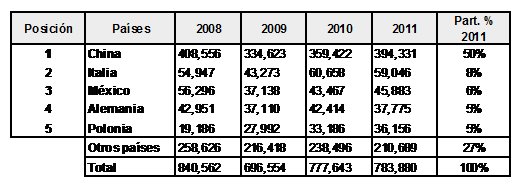 Posición Países 2008 2009 2010 2011 Part. % 2011
1 China 408,556 334,623 359,422 394,331 50%
2 Italia 54,947 43,273 60,658 59,046 8%
3 México 56,296 37,138 43,467 45,883 6%
4 Alemania 42,951 37,110 42,414 37,775 5%
5 Polonia 19,186 27,992 33,186 36,156 5%
Otros países 258,626 216,418 238,496 210,689 27%
Total 840,562 696,554 777,643 783,880 100%